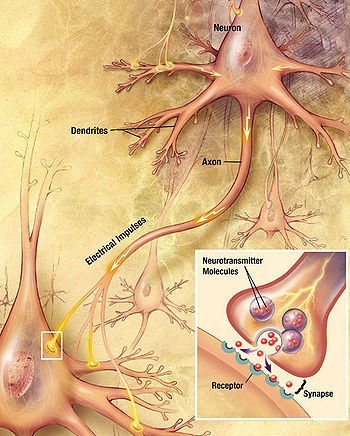 Neuron
Dendrites
Axon
Electrical Impulses
Neurotransmitter
Molecules
Receptor
Synapse